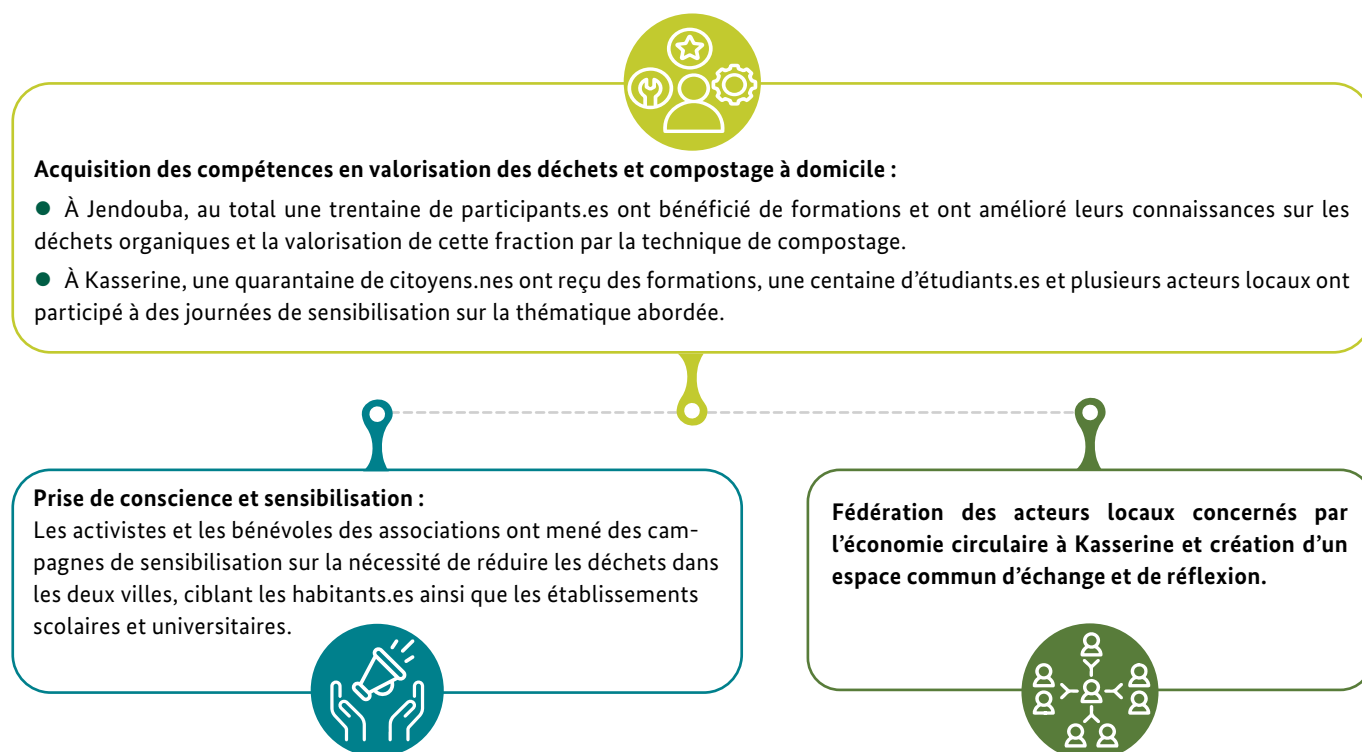 Acquisition des compétences en valorisation des déchets et compostage à domicile :
● À Jendouba, au total une trentaine de participants.es ont bénéficié de formations et ont amélioré leurs connaissances sur les
déchets organiques et la valorisation de cette fraction par la technique de compostage.
● À Kasserine, une quarantaine de citoyens.nes ont reçu des formations, une centaine d’étudiants.es et plusieurs acteurs locaux ont
participé à des journées de sensibilisation sur la thématique abordée.
Prise de conscience et sensibilisation :
Les activistes et les bénévoles des associations ont mené des cam-
pagnes de sensibilisation sur la nécessité de réduire les déchets dans
les deux villes, ciblant les habitants.es ainsi que les établissements
scolaires et universitaires.
Fédération des acteurs locaux concernés par
l’économie circulaire à Kasserine et création d’un
espace commun d’échange et de réflexion.